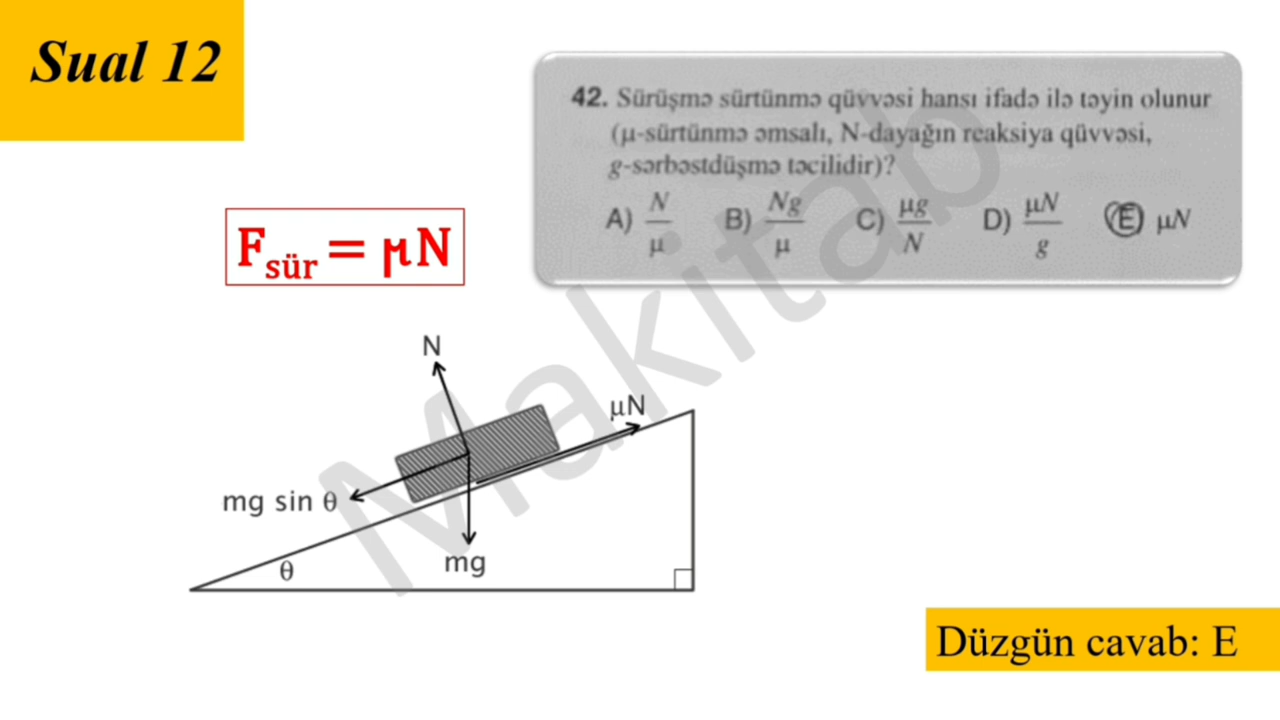 Sual 12
42. Sürüşmə sürtünmə qüvvəsi hansı ifadə ilə təyin olunur
(μ-sürtünmə əmsalı, N-dayağın reaksiya qüvvəsi,
g-sərbəstdüşmə təcilidir)?
A) N/μ B) Ng/μ C) μg/N D) μN/g E) μN
F_sür = μN
N
μN
mg sin θ
mg
θ
Düzgün cavab: E
Makitab